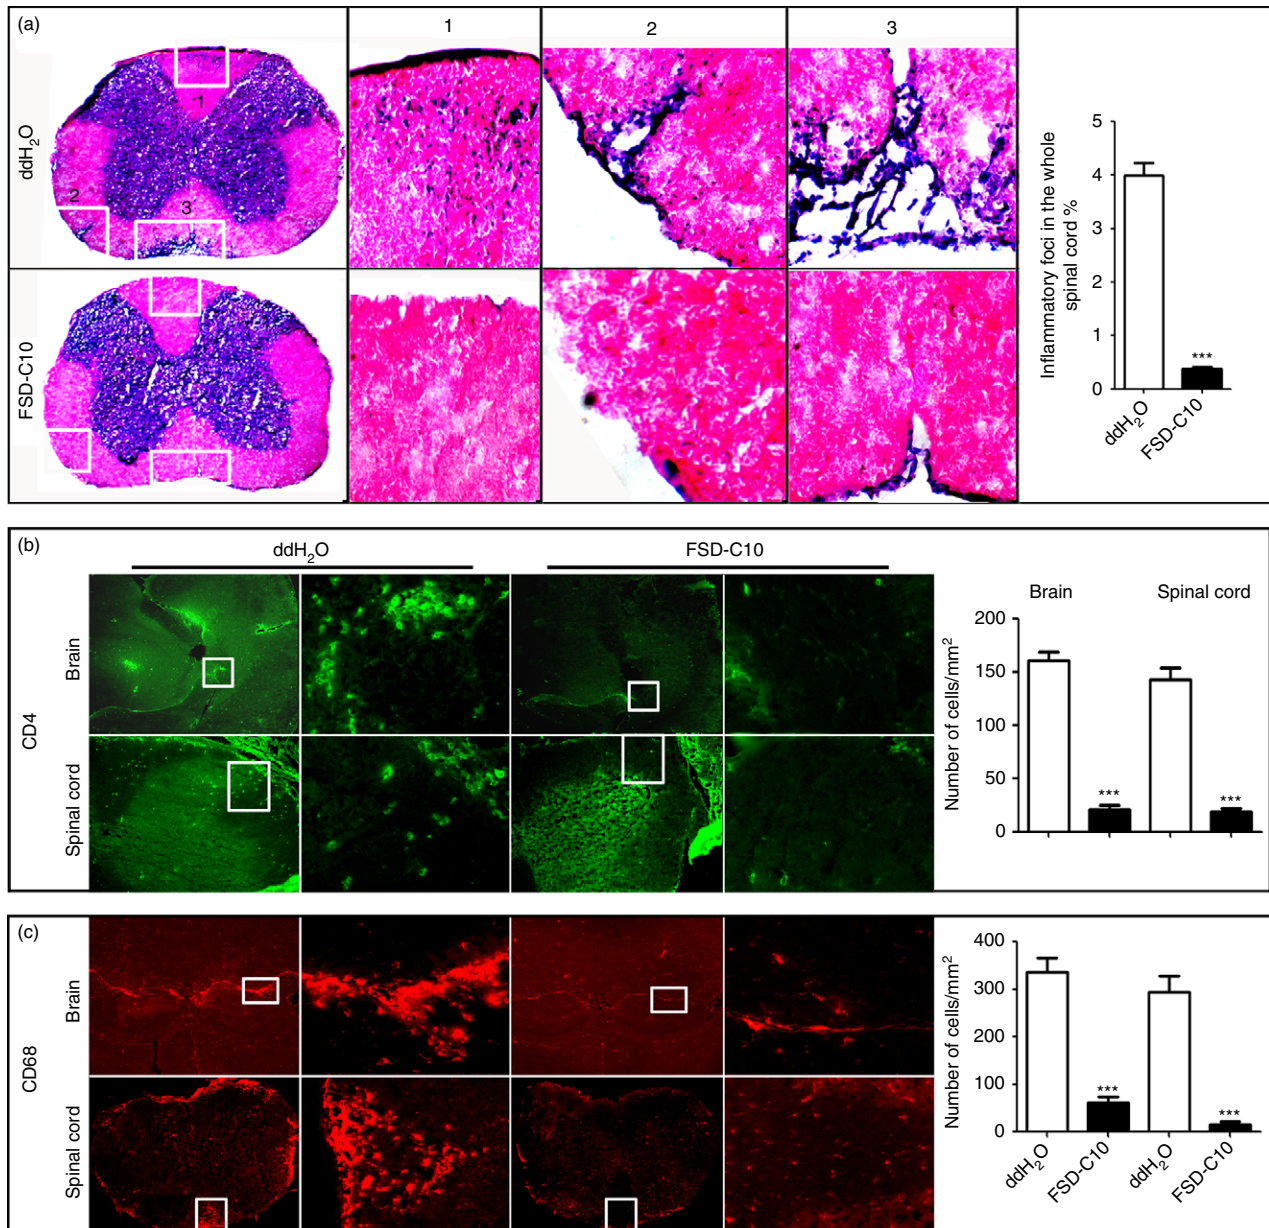 (a)
1
2
3
ddH2O
1
2
3
FSD-C10
Inflammatory foci in the whole
spinal cord %
5
4
3
2
1
0
***
ddH2O
FSD-C10
(b)
ddH2O
FSD-C10
CD4
Brain
Spinal cord
Brain
Spinal cord
Number of cells/mm2
200
150
100
50
0
***
***
(c)
CD68
Brain
Spinal cord
Number of cells/mm2
400
300
200
100
0
***
***
ddH2O
FSD-C10
ddH2O
FSD-C10